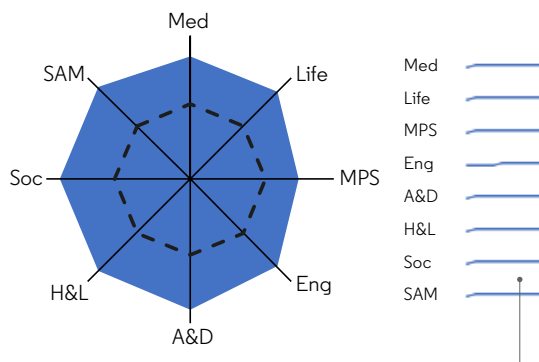 Med
SAM
Life
Soc
MPS
H&L
Eng
A&D
Med
Life
MPS
Eng
A&D
H&L
Soc
SAM